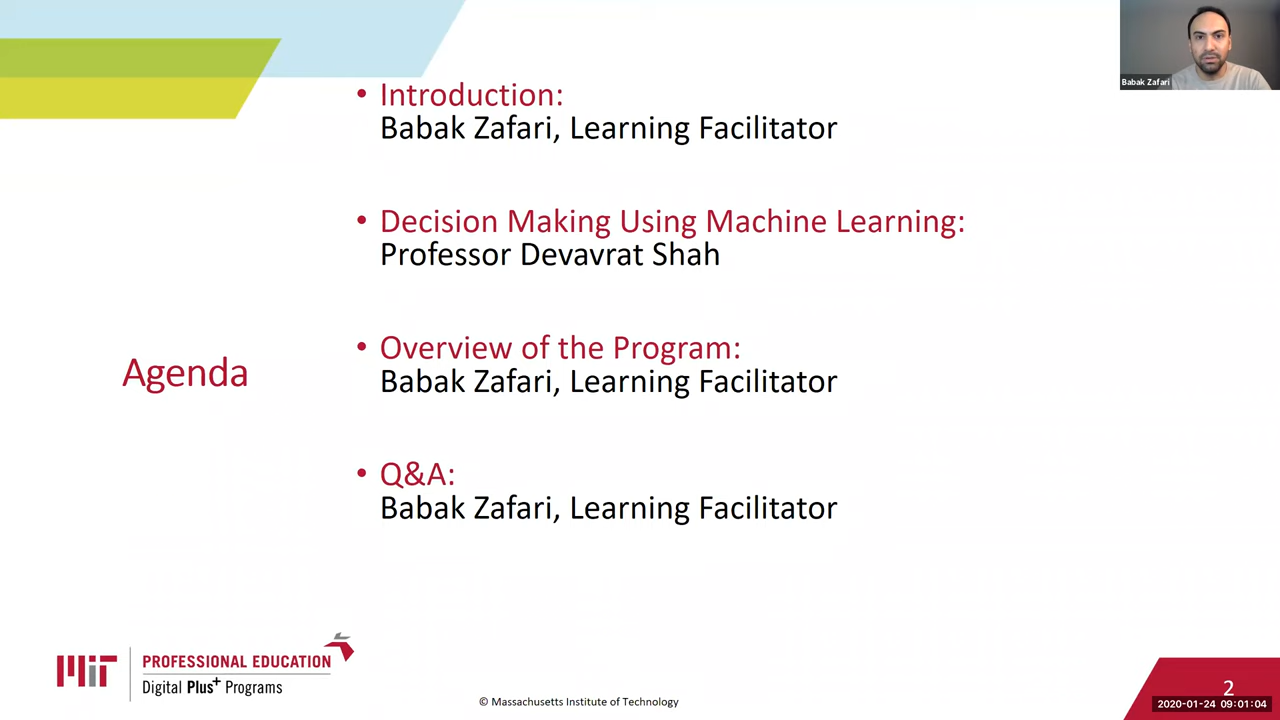 Babak Zafari
• Introduction:
Babak Zafari, Learning Facilitator
• Decision Making Using Machine Learning:
Professor Devavrat Shah
Agenda
• Overview of the Program:
Babak Zafari, Learning Facilitator
• Q&A:
Babak Zafari, Learning Facilitator
MIT
PROFESSIONAL EDUCATION
Digital Plus+ Programs
© Massachusetts Institute of Technology
2
2020-01-24 09:01:04